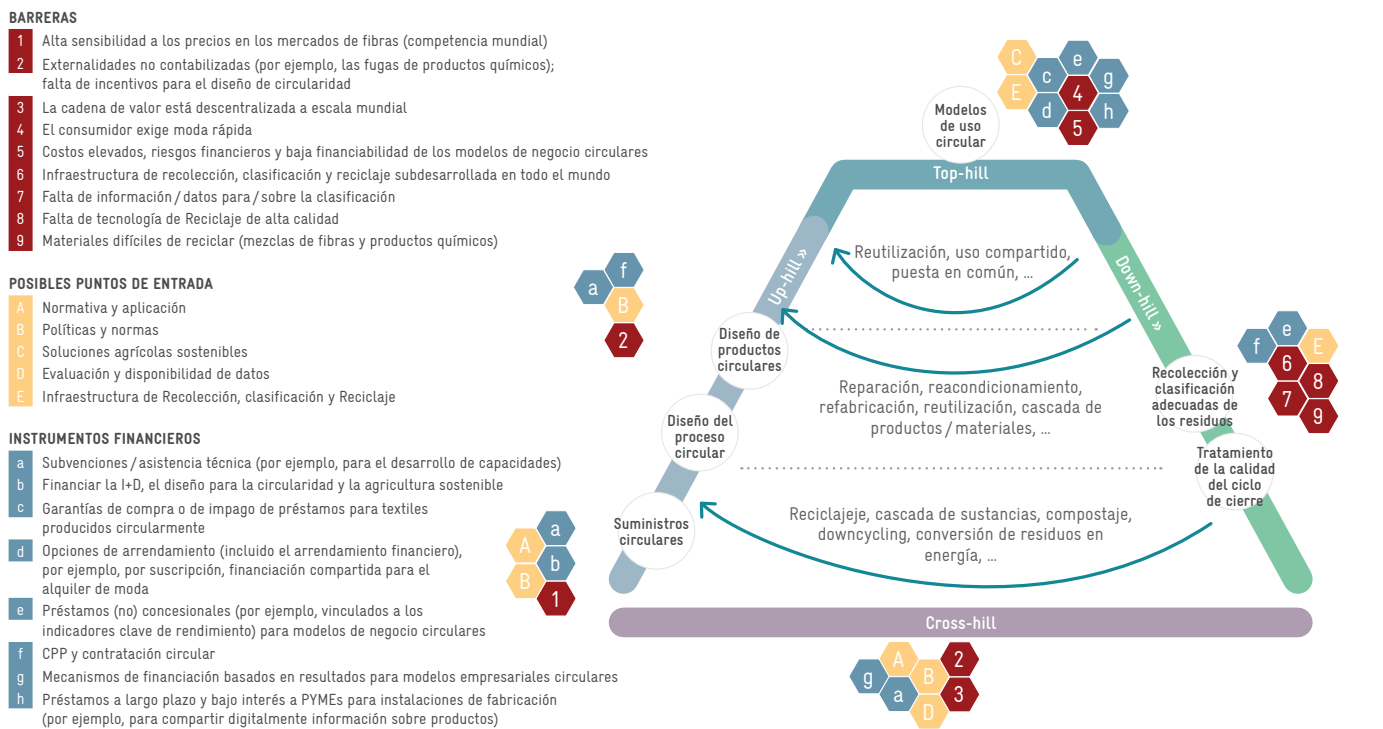 BARRERAS
1 Alta sensibilidad a los precios en los mercados de fibras (competencia mundial)
2 Externalidades no contabilizadas (por ejemplo, las fugas de productos químicos);
falta de incentivos para el diseño de circularidad
3 La cadena de valor está descentralizada a escala mundial
4 El consumidor exige moda rápida
5 Costos elevados, riesgos financieros y baja financiabilidad de los modelos de negocio circulares
6 Infraestructura de recolección, clasificación y reciclaje subdesarrollada en todo el mundo
7 Falta de información / datos para / sobre la clasificación
8 Falta de tecnología de Reciclaje de alta calidad
9 Materiales difíciles de reciclar (mezclas de fibras y productos químicos)
POSIBLES PUNTOS DE ENTRADA
A Normativa y aplicación
B Políticas y normas
C Soluciones agrícolas sostenibles
D Evaluación y disponibilidad de datos
E Infraestructura de Recolección, clasificación y Reciclaje
INSTRUMENTOS FINANCIEROS
a Subvenciones / asistencia técnica (por ejemplo, para el desarrollo de capacidades)
b Financiar la I+D, el diseño para la circularidad y la agricultura sostenible
c Garantías de compra o de impago de préstamos para textiles
producidos circularmente
d Opciones de arrendamiento (incluido el arrendamiento financiero),
por ejemplo, por suscripción, financiación compartida para el
alquiler de moda
e Préstamos (no) concesionales (por ejemplo, vinculados a los
indicadores clave de rendimiento) para modelos de negocio circulares
f CPP y contratación circular
g Mecanismos de financiación basados en resultados para modelos empresariales circulares
h Préstamos a largo plazo y bajo interés a PYMEs para instalaciones de fabricación
(por ejemplo, para compartir digitalmente información sobre productos)
C
E
c
d
e
4
5
g
h
Modelos
de uso
circular
Top-hill
Up-hill »
Down-hill »
Reutilización, uso compartido,
puesta en común, ...
a
f
B
2
Diseño de
productos
circulares
Reparación, reacondicionamiento,
refabricación, reutilización, cascada de
productos / materiales, ...
f
e
E
6
7
8
9
Recolección y
clasificación
adecuadas de
los residuos
Diseño del
proceso
circular
Tratamiento
de la calidad
del ciclo
de cierre
Reciclajeje, cascada de sustancias, compostaje,
downcycling, conversión de residuos en
energía, ...
Suministros
circulares
A
B
a
b
1
Cross-hill
g
A
a
B
D
2
3